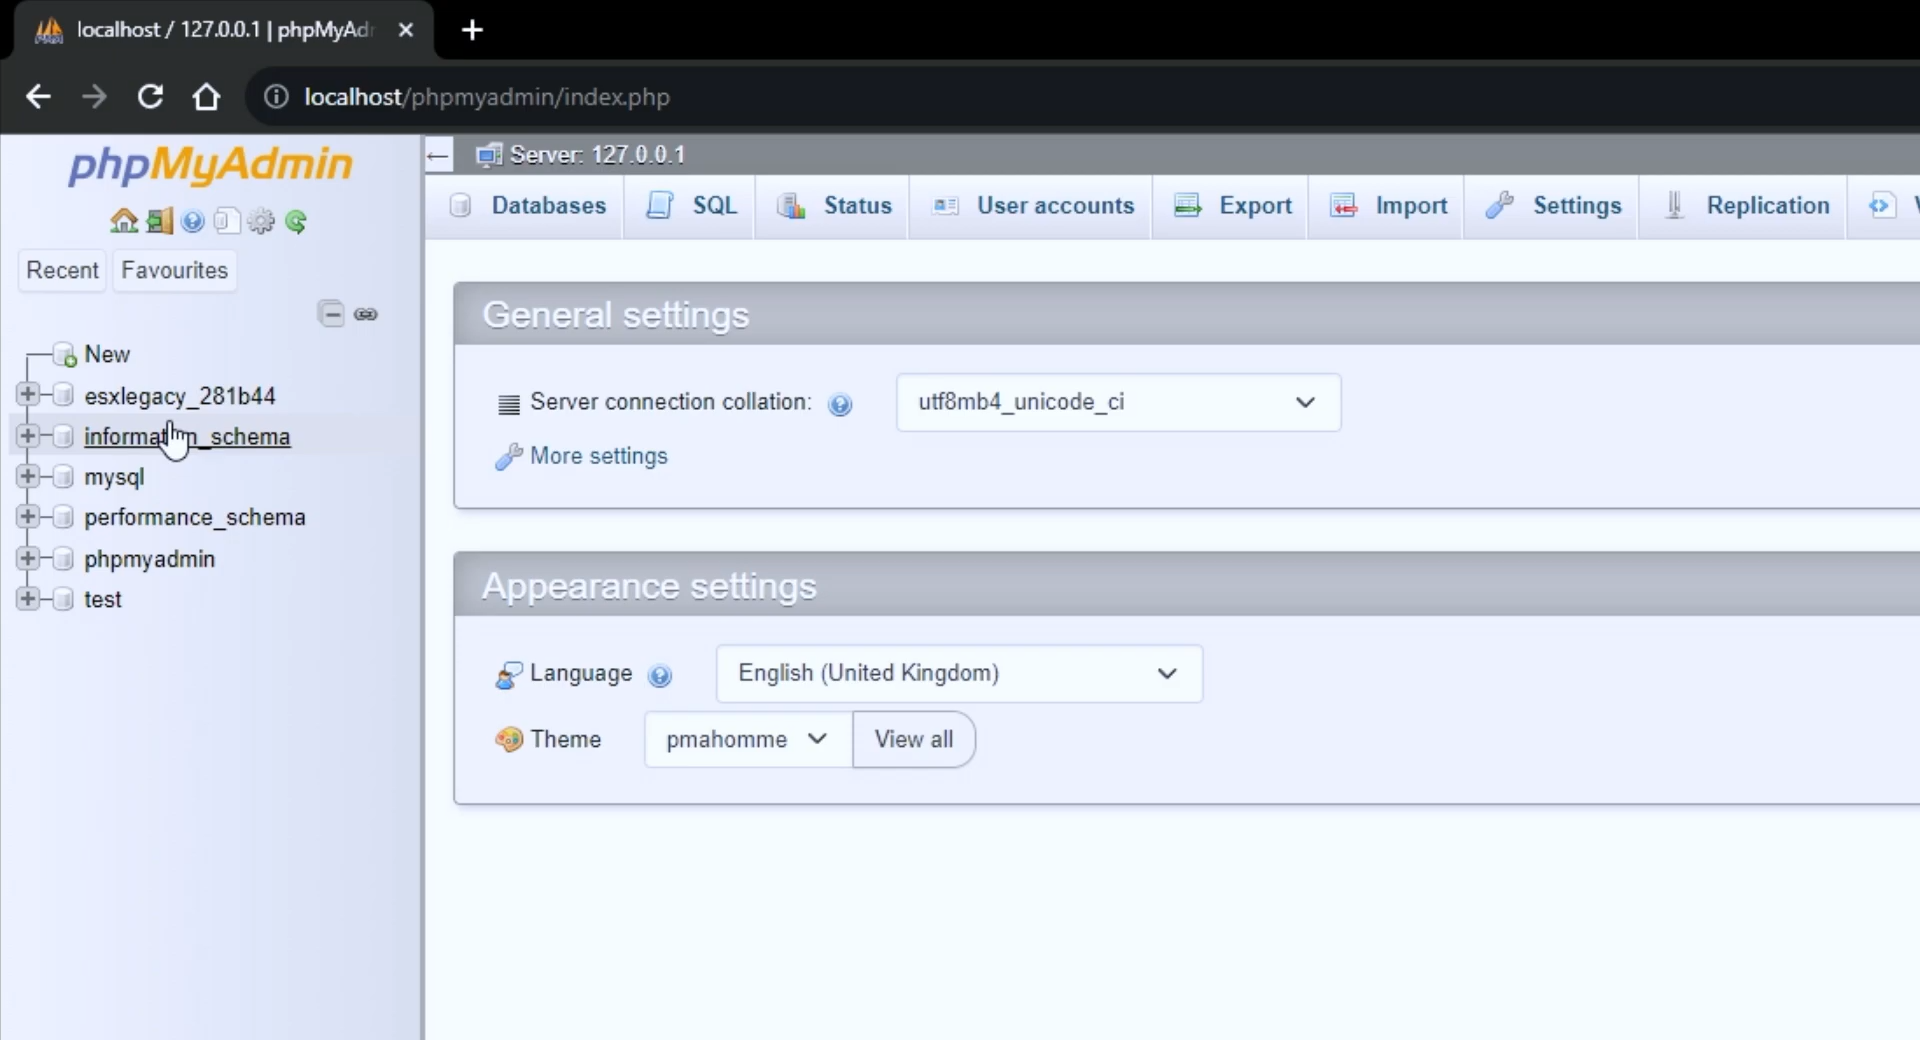 localhost / 127.0.0.1 | phpMyAd
localhost/phpmyadmin/index.php
phpMyAdmin
Recent Favourites
New
esxlegacy_281b44
information_schema
mysql
performance_schema
phpmyadmin
test
Server: 127.0.0.1
Databases SQL Status User accounts Export Import Settings Replication
General settings
Server connection collation: utf8mb4_unicode_ci
More settings
Appearance settings
Language English (United Kingdom)
Theme pmahomme View all